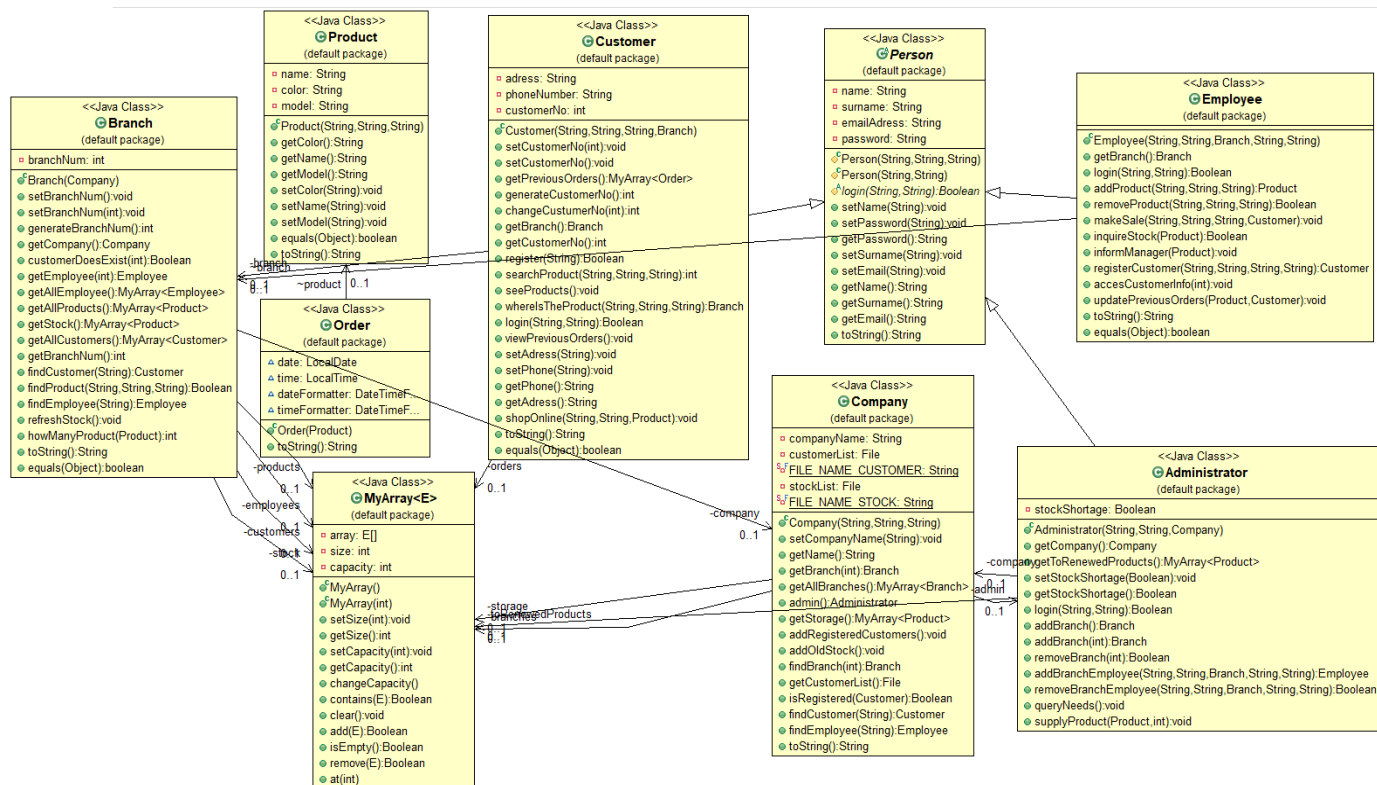 <<Java Class>>
Product
(default package)
name: String
color: String
model: String
Product(String,String,String)
getColor():String
getName():String
getModel():String
setColor(String):void
setName(String):void
setModel(String):void
equals(Object):boolean
toString():String
<<Java Class>>
Customer
(default package)
adress: String
phoneNumber: String
customerNo: int
Customer(String,String,String,Branch)
setCustomerNo(int):void
setCustomerNo():void
getPreviousOrders():MyArray<Order>
generateCustomerNo():int
changeCustumerNo(int):int
getBranch():Branch
getCustomerNo():int
register(String):Boolean
searchProduct(String,String,String):int
seeProducts():void
whereIsTheProduct(String,String,String):Branch
login(String,String):Boolean
viewPreviousOrders():void
setAdress(String):void
setPhone(String):void
getPhone():String
getAdress():String
shopOnline(String,String,Product):void
toString():String
equals(Object):boolean
<<Java Class>>
Person
(default package)
name: String
surname: String
emailAdress: String
password: String
Person(String,String,String)
Person(String,String)
login(String,String):Boolean
setName(String):void
setPassword(String):void
getPassword():String
setSurname(String):void
setEmail(String):void
getName():String
getSurname():String
getEmail():String
toString():String
<<Java Class>>
Employee
(default package)
Employee(String,String,Branch,String,String)
getBranch():Branch
login(String,String):Boolean
addProduct(String,String,String):Product
removeProduct(String,String,String):Boolean
makeSale(String,String,String,Customer):void
inquireStock(Product):Boolean
informManager(Product):void
registerCustomer(String,String,String,String):Customer
accesCustomerInfo(int):void
updatePreviousOrders(Product,Customer):void
toString():String
equals(Object):boolean
<<Java Class>>
Branch
(default package)
branchNum: int
Branch(Company)
setBranchNum():void
setBranchNum(int):void
generateBranchNum():int
getCompany():Company
customerDoesExist(int):Boolean
getEmployee(int):Employee
getAllEmployee():MyArray<Employee>
getAllProducts():MyArray<Product>
getStock():MyArray<Product>
getAllCustomers():MyArray<Customer>
getBranchNum():int
findCustomer(String):Customer
findProduct(String,String,String):Boolean
findEmployee(String):Employee
refreshStock():void
howManyProduct(Product):int
toString():String
equals(Object):boolean
-branch
-branch
0..1
0..1
~product
0..1
<<Java Class>>
Order
(default package)
date: LocalDate
time: LocalTime
dateFormatter: DateTimeF...
timeFormatter: DateTimeF...
Order(Product)
toString():String
-products
0..1
-employees
0..1
-customers
0..1
-stock
0..1
-orders
0..1
<<Java Class>>
MyArray<E>
(default package)
array: E[]
size: int
capacity: int
MyArray()
MyArray(int)
setSize(int):void
getSize():int
setCapacity(int):void
getCapacity():int
changeCapacity()
contains(E):Boolean
clear():void
add(E):Boolean
isEmpty():Boolean
remove(E):Boolean
at(int)
-storage
-toRenewedProducts
-branches
0..1
0..1
0..1
-company
0..1
<<Java Class>>
Company
(default package)
companyName: String
customerList: File
FILE_NAME_CUSTOMER: String
stockList: File
FILE_NAME_STOCK: String
Company(String,String,String)
setCompanyName(String):void
getName():String
getBranch(int):Branch
getAllBranches():MyArray<Branch>
admin():Administrator
getStorage():MyArray<Product>
addRegisteredCustomers():void
addOldStock():void
findBranch(int):Branch
getCustomerList():File
isRegistered(Customer):Boolean
findCustomer(String):Customer
findEmployee(String):Employee
toString():String
-company
0..1
-admin
0..1
<<Java Class>>
Administrator
(default package)
stockShortage: Boolean
Administrator(String,String,Company)
getCompany():Company
getToRenewedProducts():MyArray<Product>
setStockShortage(Boolean):void
getStockShortage():Boolean
login(String,String):Boolean
addBranch():Branch
addBranch(int):Branch
removeBranch(int):Boolean
addBranchEmployee(String,String,Branch,String,String):Employee
removeBranchEmployee(String,String,Branch,String,String):Boolean
queryNeeds():void
supplyProduct(Product,int):void